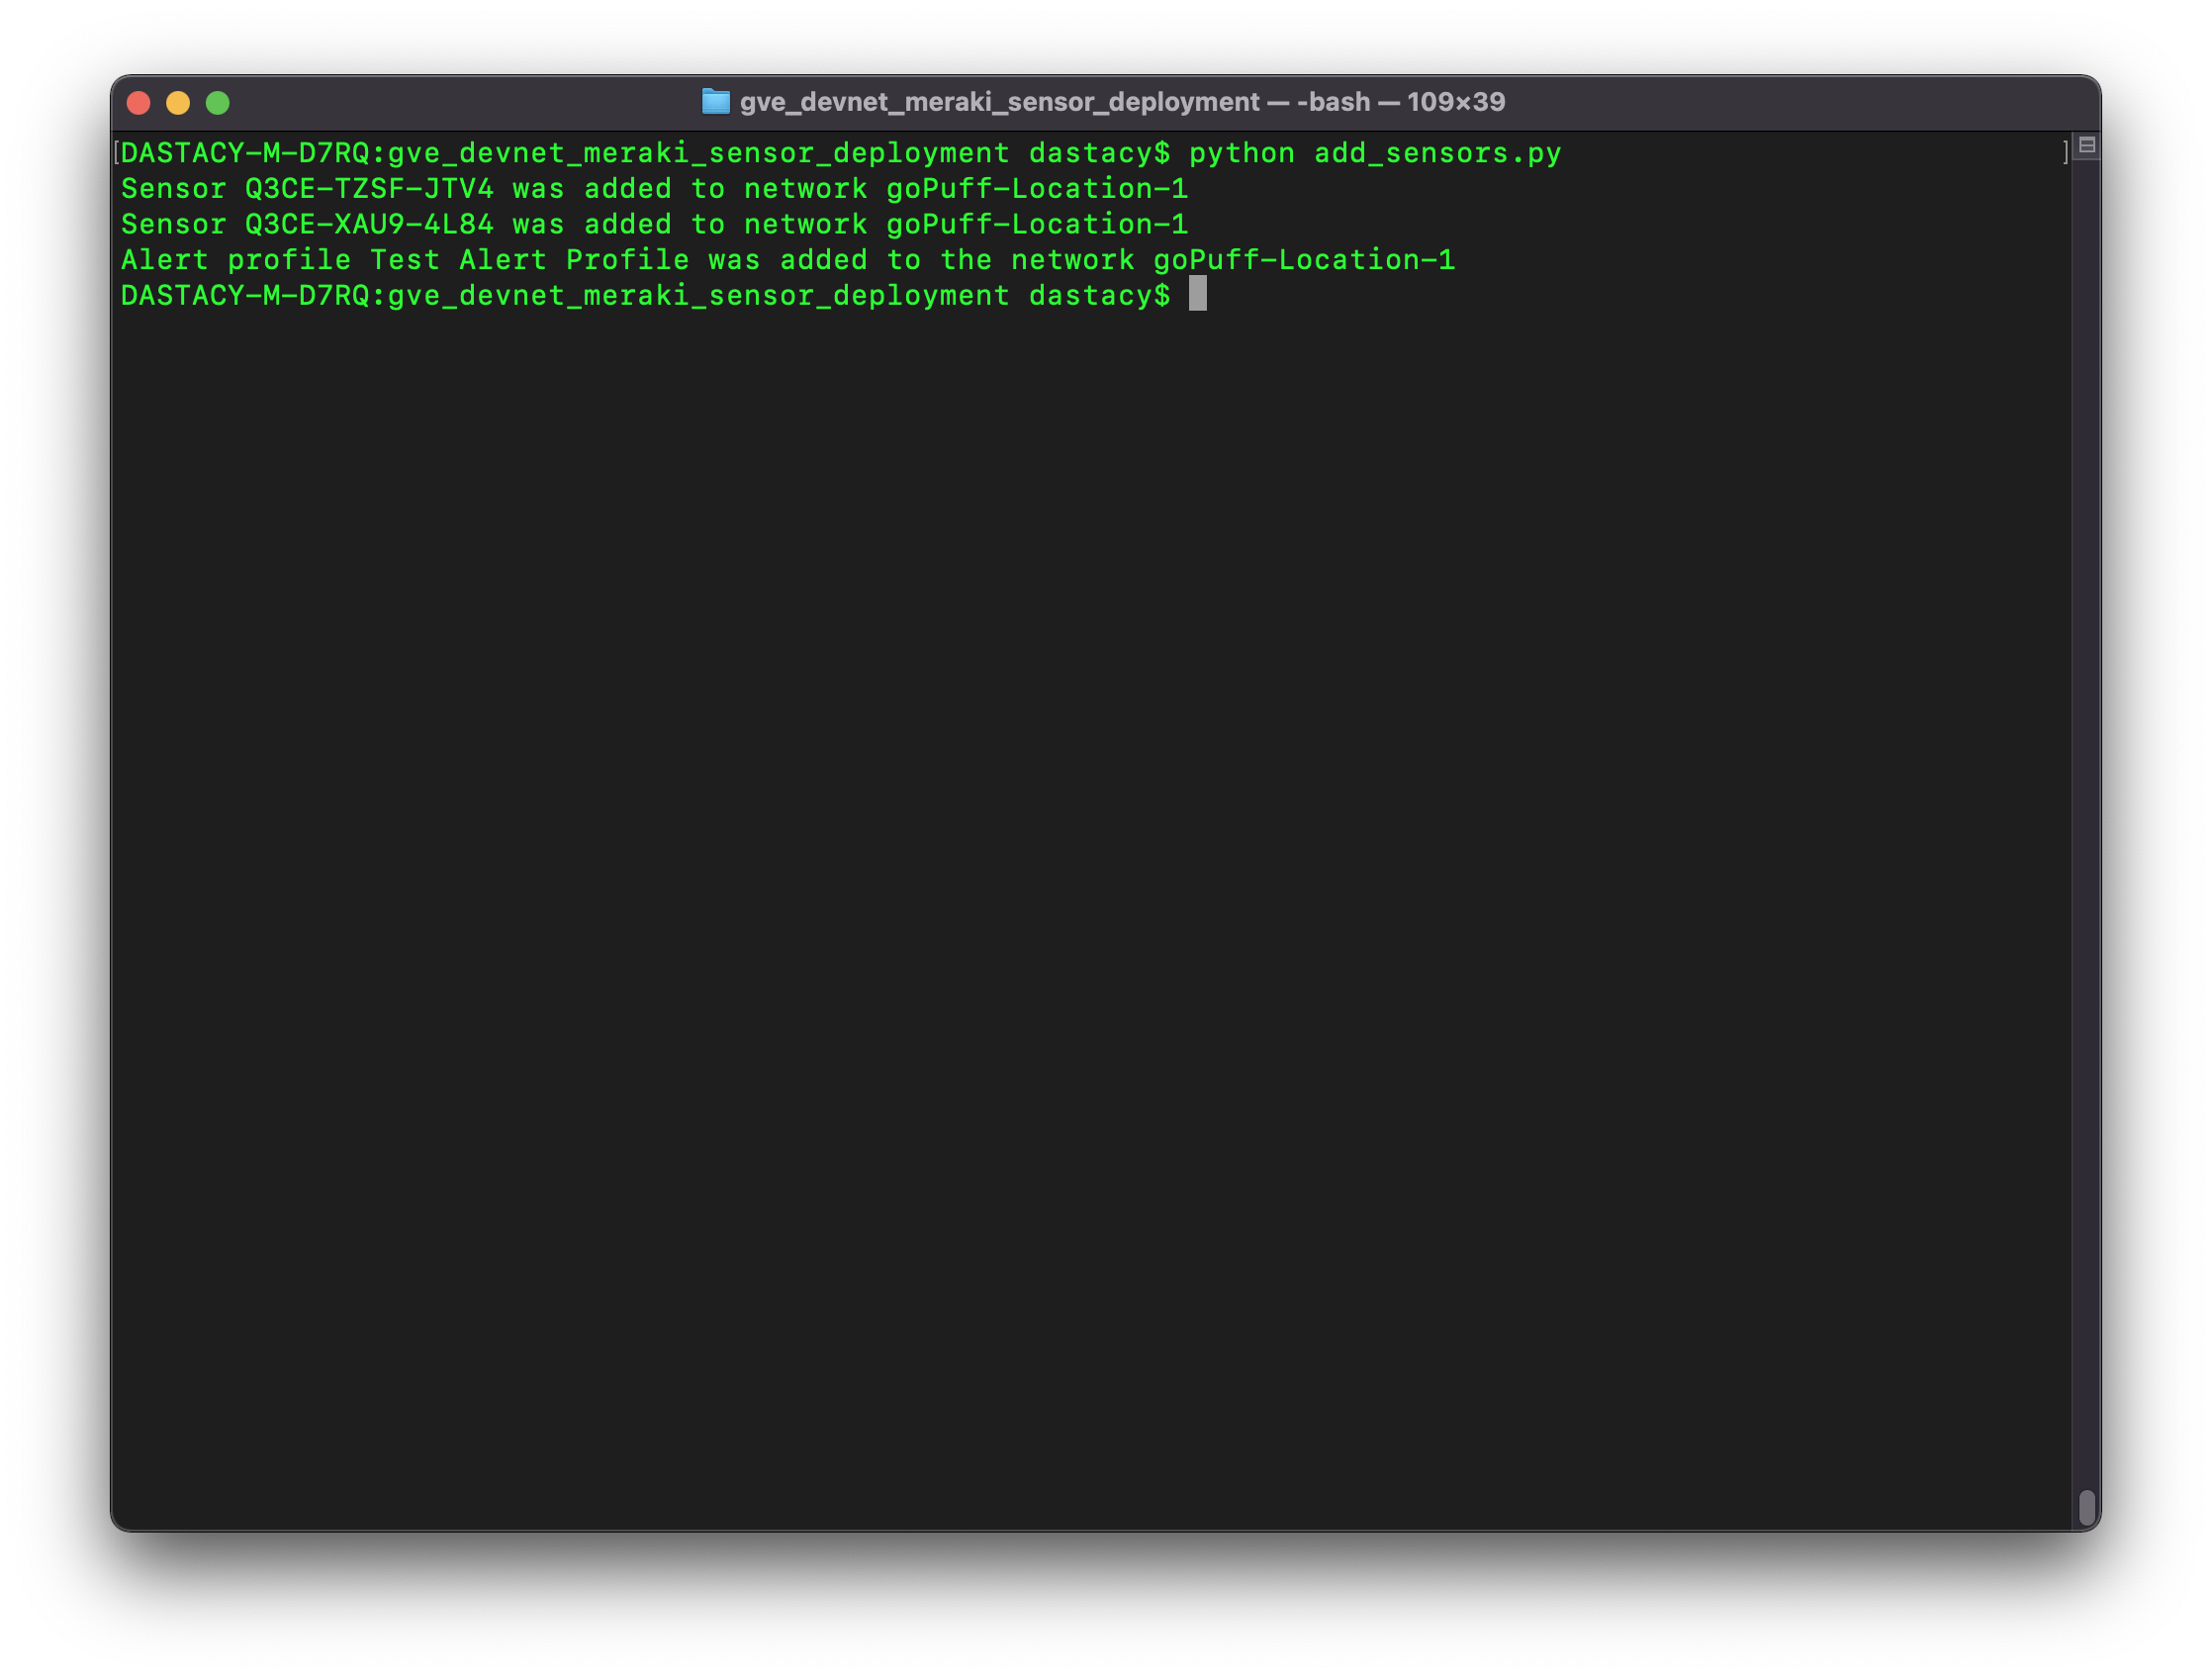 gve_devnet_meraki_sensor_deployment — -bash — 109×39
[DASTACY-M-D7RQ:gve_devnet_meraki_sensor_deployment dastacy$ python add_sensors.py ]
Sensor Q3CE-TZSF-JTV4 was added to network goPuff-Location-1
Sensor Q3CE-XAU9-4L84 was added to network goPuff-Location-1
Alert profile Test Alert Profile was added to the network goPuff-Location-1
DASTACY-M-D7RQ:gve_devnet_meraki_sensor_deployment dastacy$